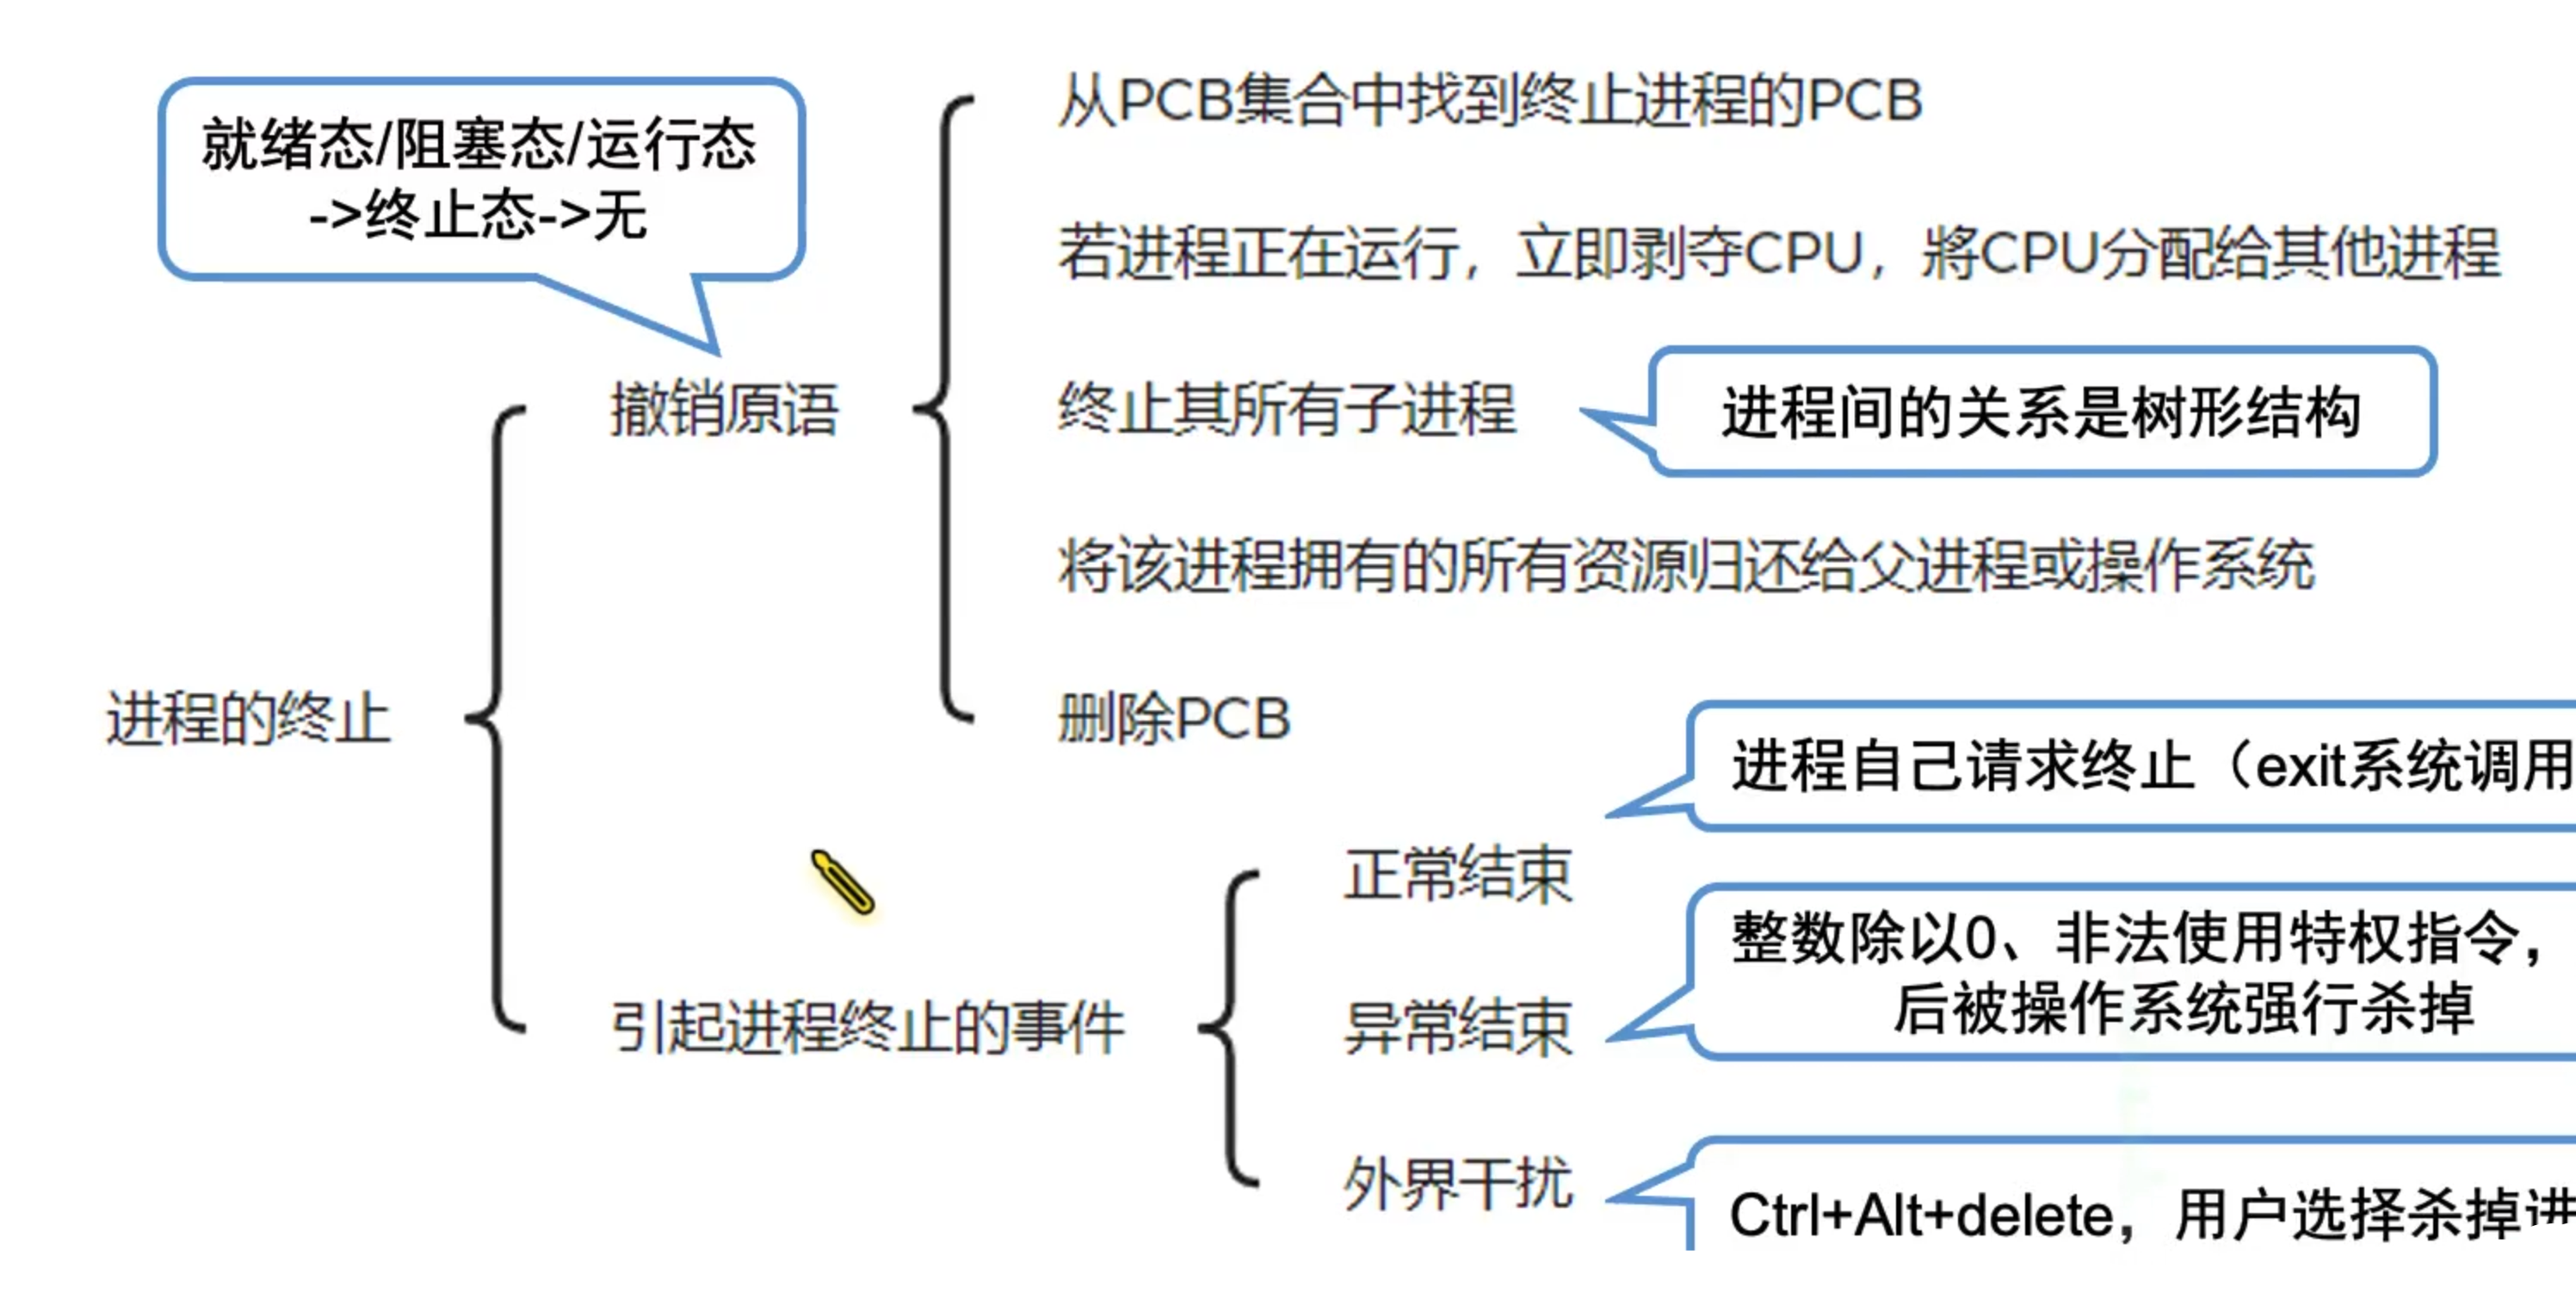 就绪态/阻塞态/运行态
->终止态->无
从PCB集合中找到终止进程的PCB
若进程正在运行，立即剥夺CPU，将CPU分配给其他进程
撤销原语
终止其所有子进程
进程间的关系是树形结构
将该进程拥有的所有资源归还给父进程或操作系统
进程的终止
删除PCB
进程自己请求终止（exit系统调用
正常结束
整数除以0、非法使用特权指令，
后被操作系统强行杀掉
引起进程终止的事件
异常结束
外界干扰
Ctrl+Alt+delete，用户选择杀掉